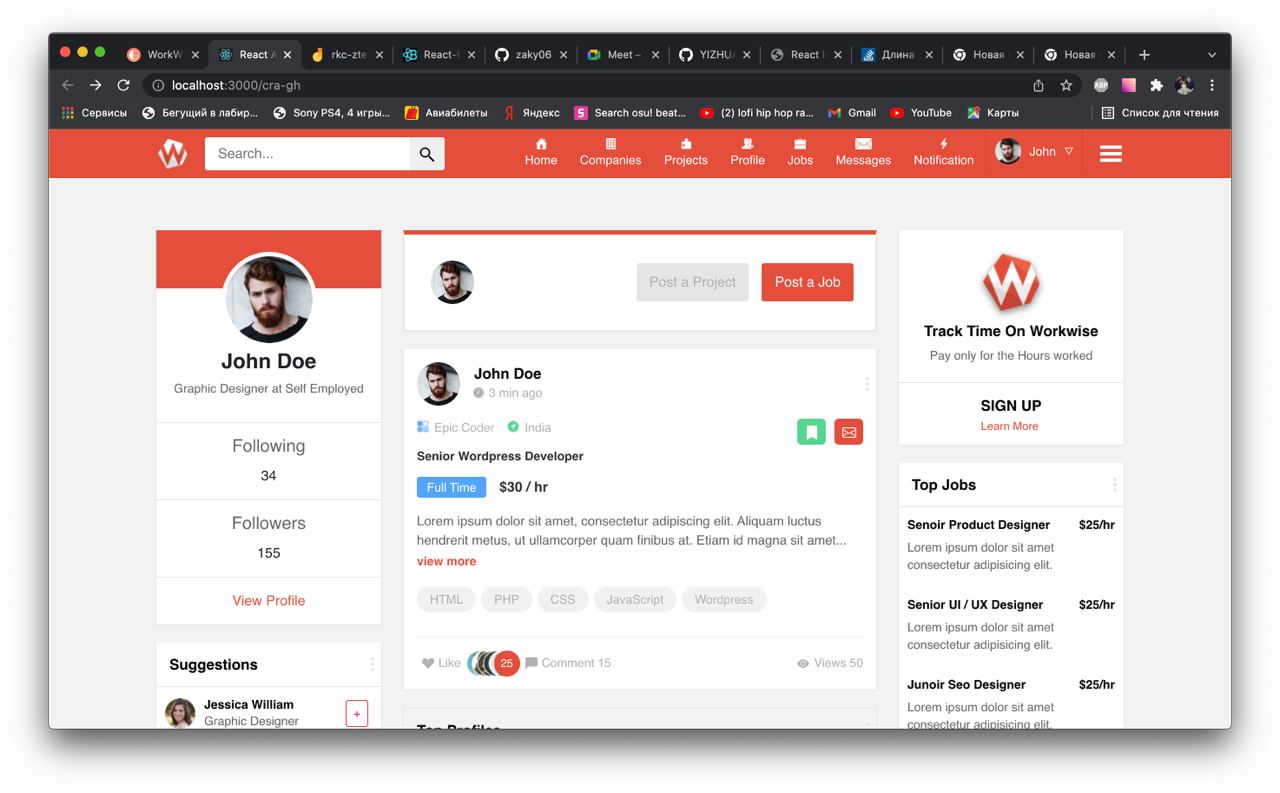 WorkW
React A
rkc-zte
React-
zaky06
Meet –
YIZHU
React
Длина
Новая
Новая
localhost:3000/cra-gh
ABP
Сервисы
Бегущий в лабир...
Sony PS4, 4 игры...
Авиабилеты
Яндекс
Search osu! beat...
(2) lofi hip hop ra...
Gmail
YouTube
Карты
Список для чтения
W
Search...
Home
Companies
Projects
Profile
Jobs
Messages
Notification
John
John Doe
Graphic Designer at Self Employed
Following
34
Followers
155
View Profile
Suggestions
Jessica William
Graphic Designer
+
Post a Project
Post a Job
John Doe
3 min ago
Epic Coder
India
Senior Wordpress Developer
Full Time
$30 / hr
Lorem ipsum dolor sit amet, consectetur adipiscing elit. Aliquam luctus
hendrerit metus, ut ullamcorper quam finibus at. Etiam id magna sit amet...
view more
HTML
PHP
CSS
JavaScript
Wordpress
Like
25
Comment 15
Views 50
Top Profiles
W
Track Time On Workwise
Pay only for the Hours worked
SIGN UP
Learn More
Top Jobs
Senoir Product Designer
$25/hr
Lorem ipsum dolor sit amet
consectetur adipisicing elit.
Senior UI / UX Designer
$25/hr
Lorem ipsum dolor sit amet
consectetur adipisicing elit.
Junoir Seo Designer
$25/hr
Lorem ipsum dolor sit amet
consectetur adipisicing elit.